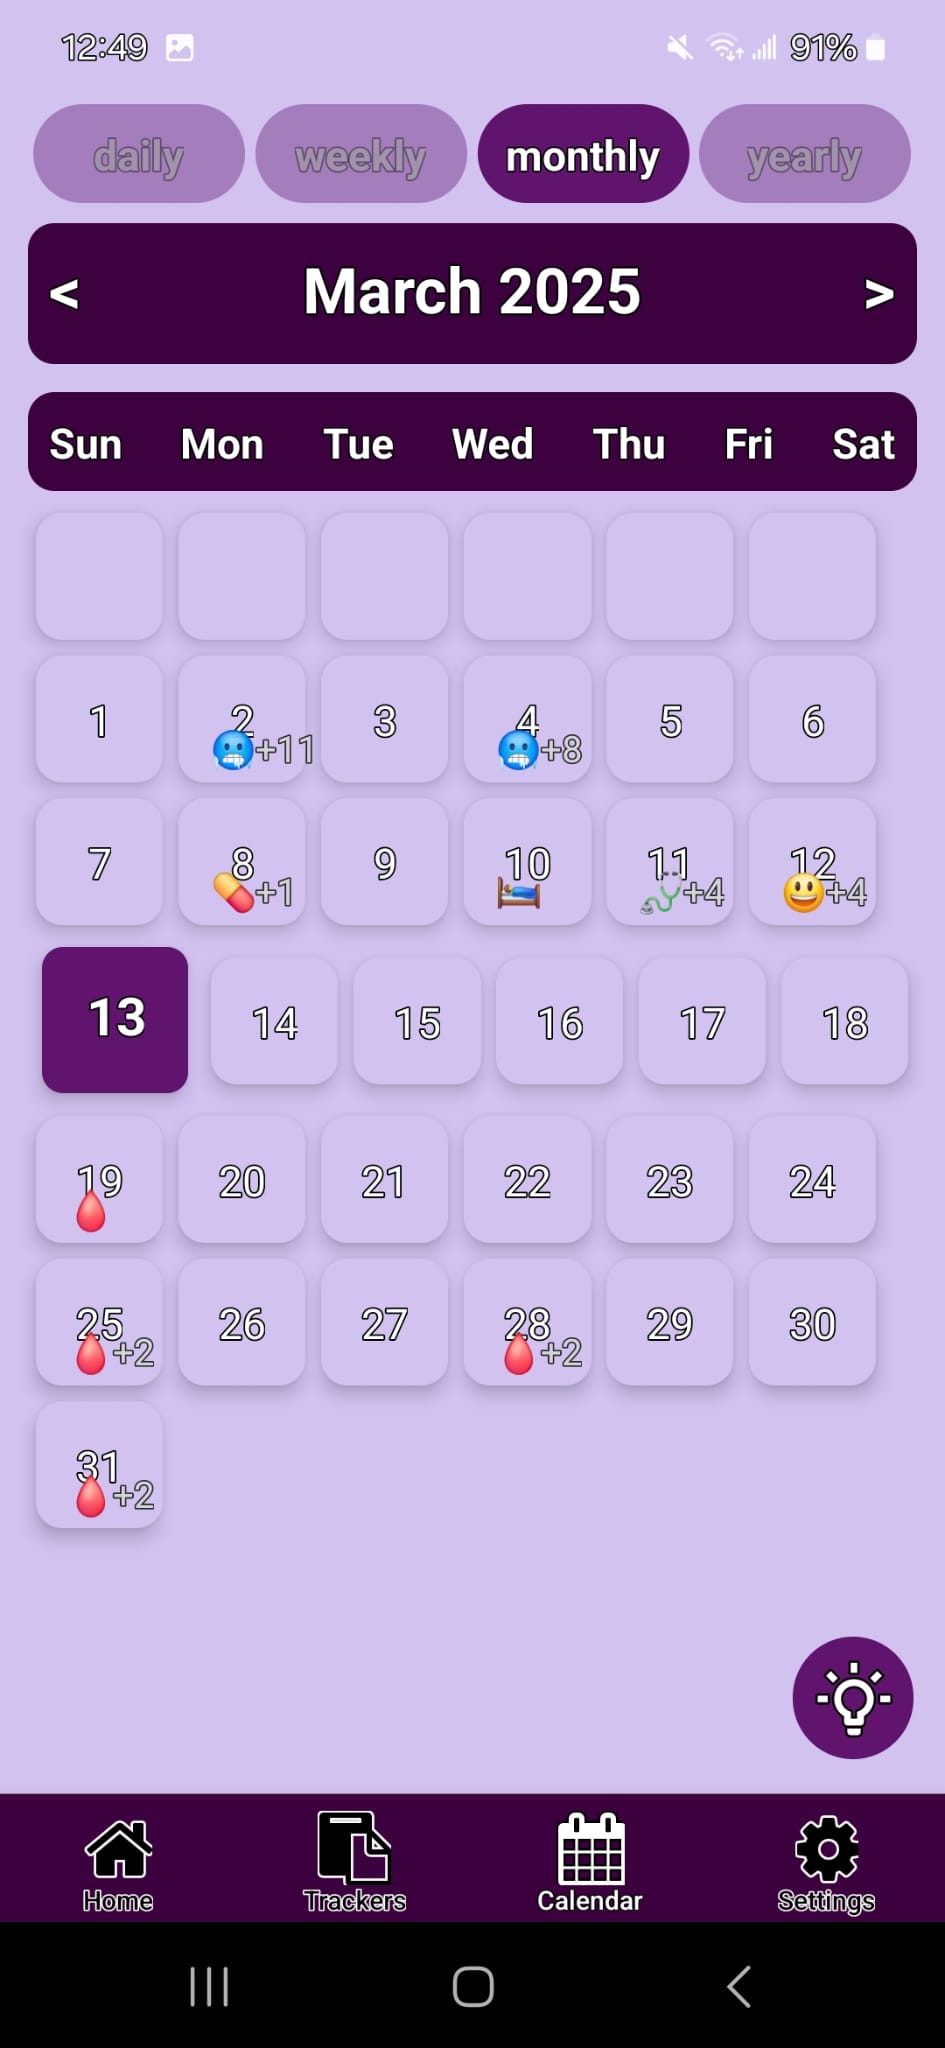 12:49 91%
daily weekly monthly yearly
< March 2025 >
Sun Mon Tue Wed Thu Fri Sat
1 2 3 4 5 6
+11 +8
7 8 9 10 11 12
+1 +4 +4
13 14 15 16 17 18
19 20 21 22 23 24
25 26 27 28 29 30
+2 +2
31
+2
Home Trackers Calendar Settings